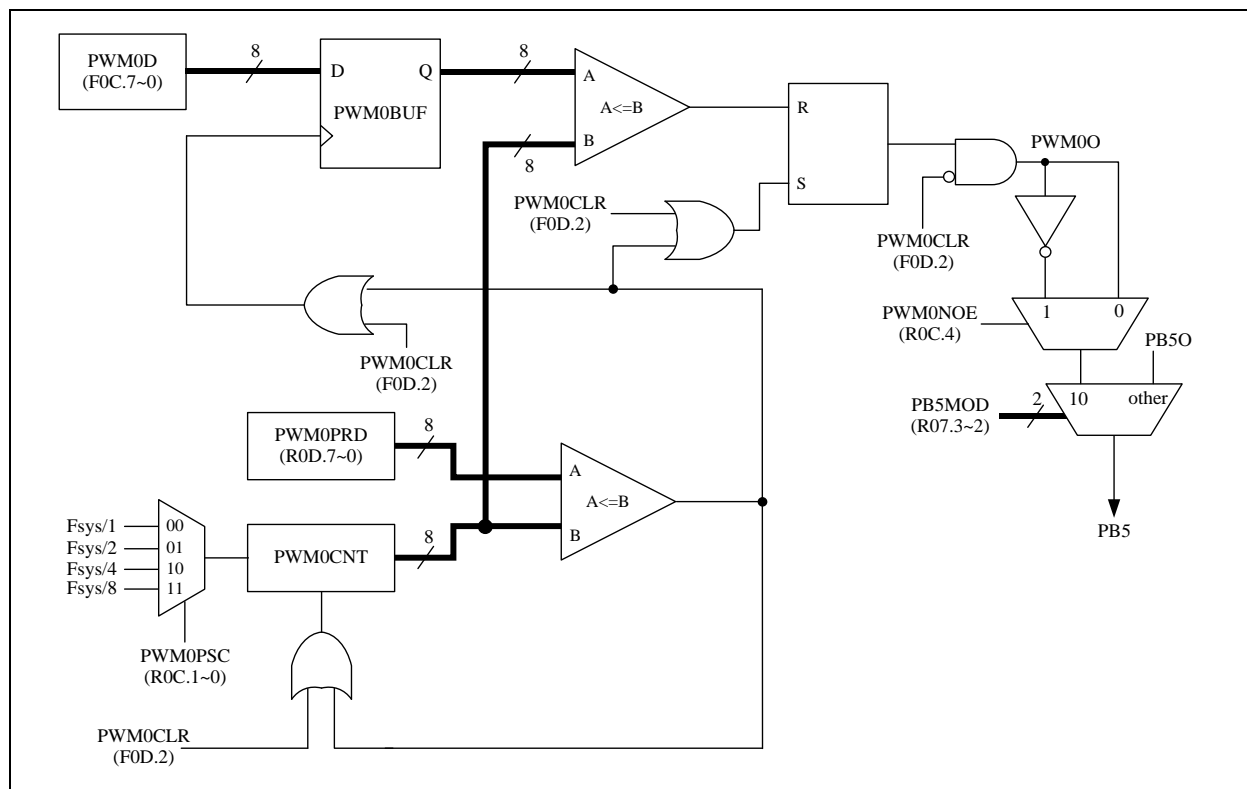 PWM0D
(F0C.7~0)
8
D
Q
PWM0BUF
8
A
A<=B
B
8
R
S
PWM0O
PWM0CLR
(F0D.2)
PWM0CLR
(F0D.2)
PWM0CLR
(F0D.2)
PWM0NOE
(R0C.4)
1
0
PB5O
PB5MOD
(R07.3~2)
2
10
other
PB5
PWM0PRD
(R0D.7~0)
8
A
A<=B
B
Fsys/1
Fsys/2
Fsys/4
Fsys/8
00
01
10
11
PWM0CNT
8
PWM0PSC
(R0C.1~0)
PWM0CLR
(F0D.2)